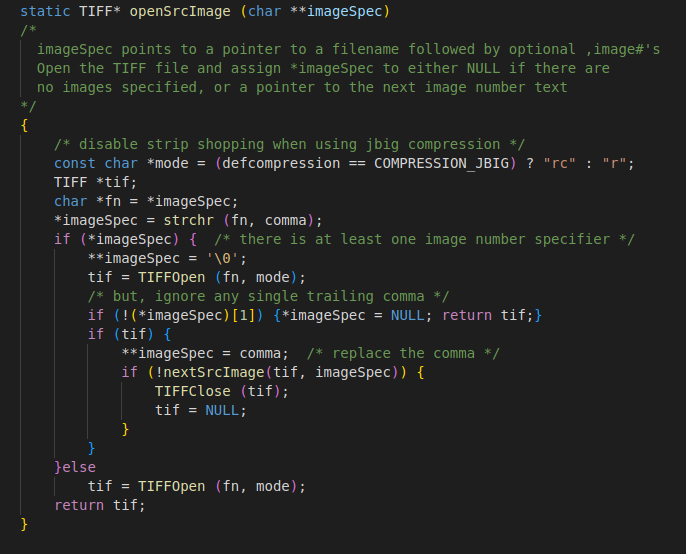 static TIFF* openSrcImage (char **imageSpec)
/*
  imageSpec points to a pointer to a filename followed by optional ,image#'s
  Open the TIFF file and assign *imageSpec to either NULL if there are
  no images specified, or a pointer to the next image number text
*/
{
    /* disable strip shopping when using jbig compression */
    const char *mode = (defcompression == COMPRESSION_JBIG) ? "rc" : "r";
    TIFF *tif;
    char *fn = *imageSpec;
    *imageSpec = strchr (fn, comma);
    if (*imageSpec) {  /* there is at least one image number specifier */
        **imageSpec = '\0';
        tif = TIFFOpen (fn, mode);
        /* but, ignore any single trailing comma */
        if (!(*imageSpec)[1]) {*imageSpec = NULL; return tif;}
        if (tif) {
            **imageSpec = comma;  /* replace the comma */
            if (!nextSrcImage(tif, imageSpec)) {
                TIFFClose (tif);
                tif = NULL;
            }
        }
    }else
        tif = TIFFOpen (fn, mode);
    return tif;
}